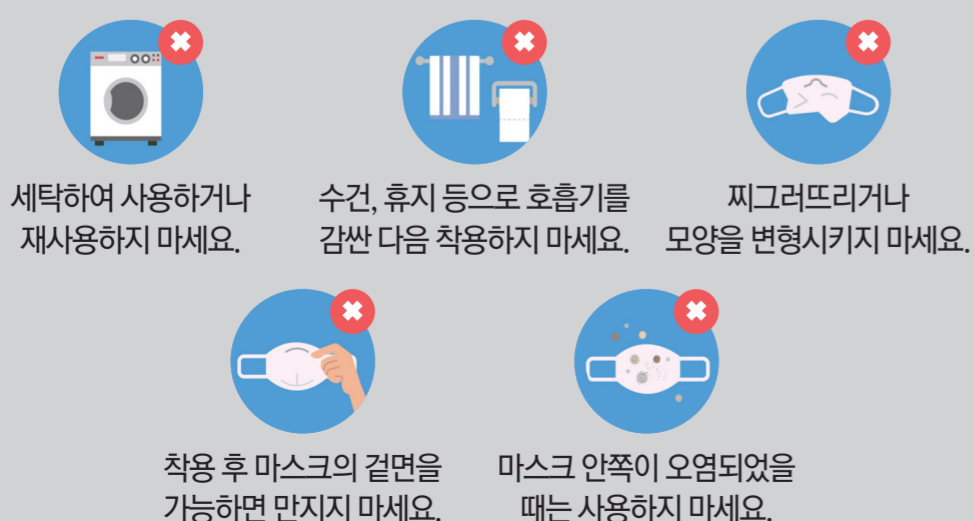 세탁하여 사용하거나
재사용하지 마세요.
수건, 휴지 등으로 호흡기를
감싼 다음 착용하지 마세요.
찌그러뜨리거나
모양을 변형시키지 마세요.
착용 후 마스크의 겉면을
가능하면 만지지 마세요.
마스크 안쪽이 오염되었을
때는 사용하지 마세요.